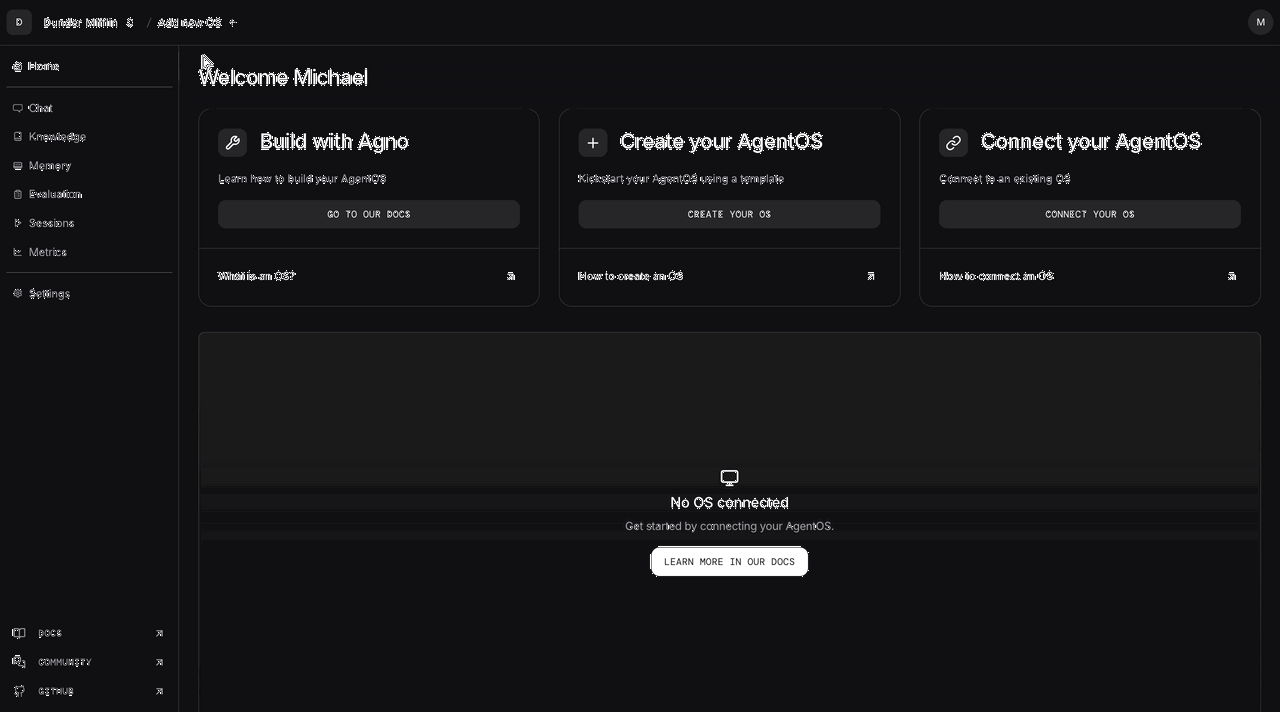 D Dunder Mifflin / Add new OS +
M
Home
Chat
Knowledge
Memory
Evaluation
Sessions
Metrics
Settings
DOCS
COMMUNITY
GITHUB
Welcome Michael
Build with Agno
Learn how to build your AgentOS
GO TO OUR DOCS
What is an OS?
Create your AgentOS
Kickstart your AgentOS using a template
CREATE YOUR OS
How to create an OS
Connect your AgentOS
Connect to an existing OS
CONNECT YOUR OS
How to connect an OS
No OS connected
Get started by connecting your AgentOS.
LEARN MORE IN OUR DOCS